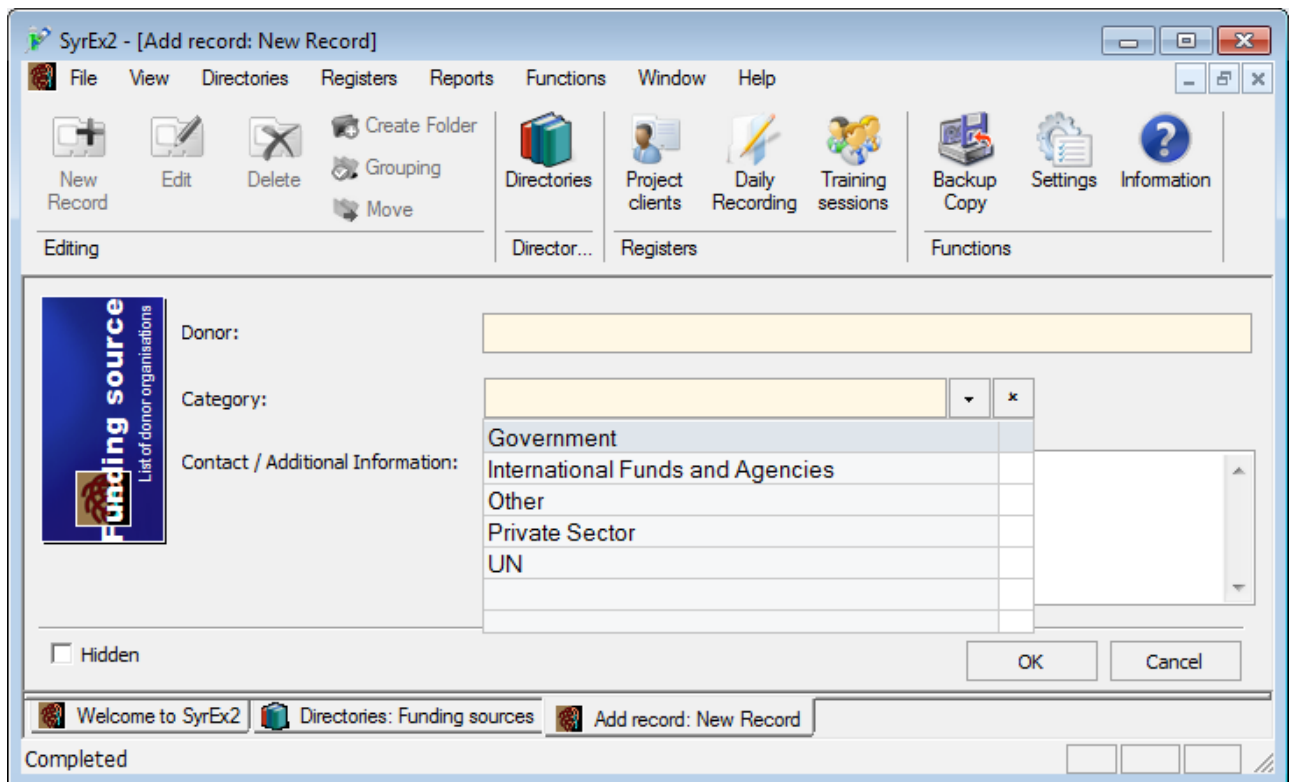 SyrEx2 - [Add record: New Record]
File View Directories Registers Reports Functions Window Help
New Record
Edit
Delete
Create Folder
Grouping
Move
Editing
Directories
Director...
Project clients
Daily Recording
Training sessions
Registers
Backup Copy
Settings
Information
Functions
Funding source
List of donor organisations
Donor:
Category:
Government
International Funds and Agencies
Other
Private Sector
UN
Contact / Additional Information:
Hidden
OK
Cancel
Welcome to SyrEx2
Directories: Funding sources
Add record: New Record
Completed